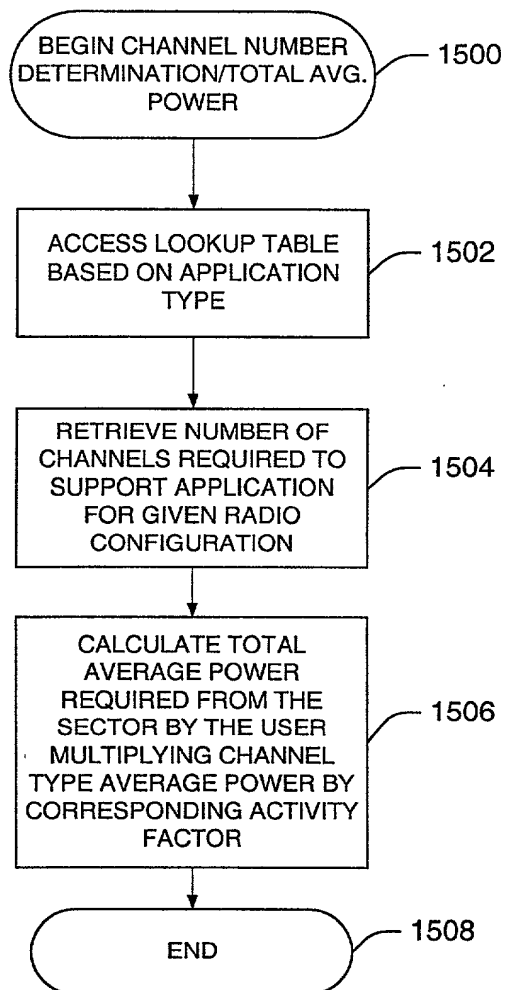 BEGIN CHANNEL NUMBER
DETERMINATION/TOTAL AVG.
POWER
1500
ACCESS LOOKUP TABLE
BASED ON APPLICATION
TYPE
1502
RETRIEVE NUMBER OF
CHANNELS REQUIRED TO
SUPPORT APPLICATION
FOR GIVEN RADIO
CONFIGURATION
1504
CALCULATE TOTAL
AVERAGE POWER
REQUIRED FROM THE
SECTOR BY THE USER
MULTIPLYING CHANNEL
TYPE AVERAGE POWER BY
CORRESPONDING ACTIVITY
FACTOR
1506
END
1508